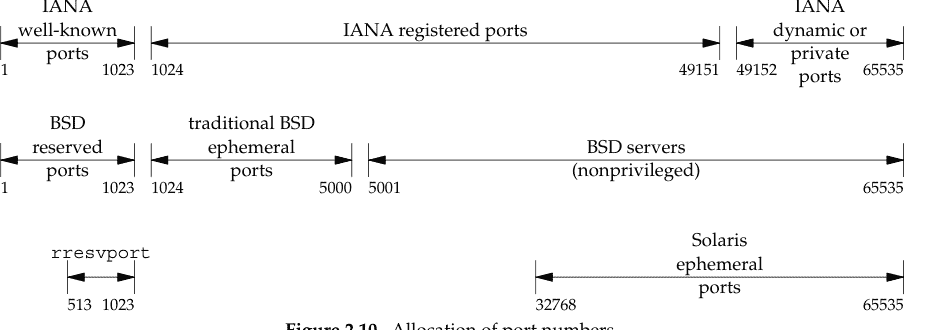 IANA
well-known
ports
1 1023
IANA registered ports
1024 49151
IANA
dynamic or
private
ports
49152 65535
BSD
reserved
ports
1 1023
traditional BSD
ephemeral
ports
1024 5000
BSD servers
(nonprivileged)
5001 65535
rresvport
513 1023
Solaris
ephemeral
ports
32768 65535
Figure 2.10 Allocation of port numbers